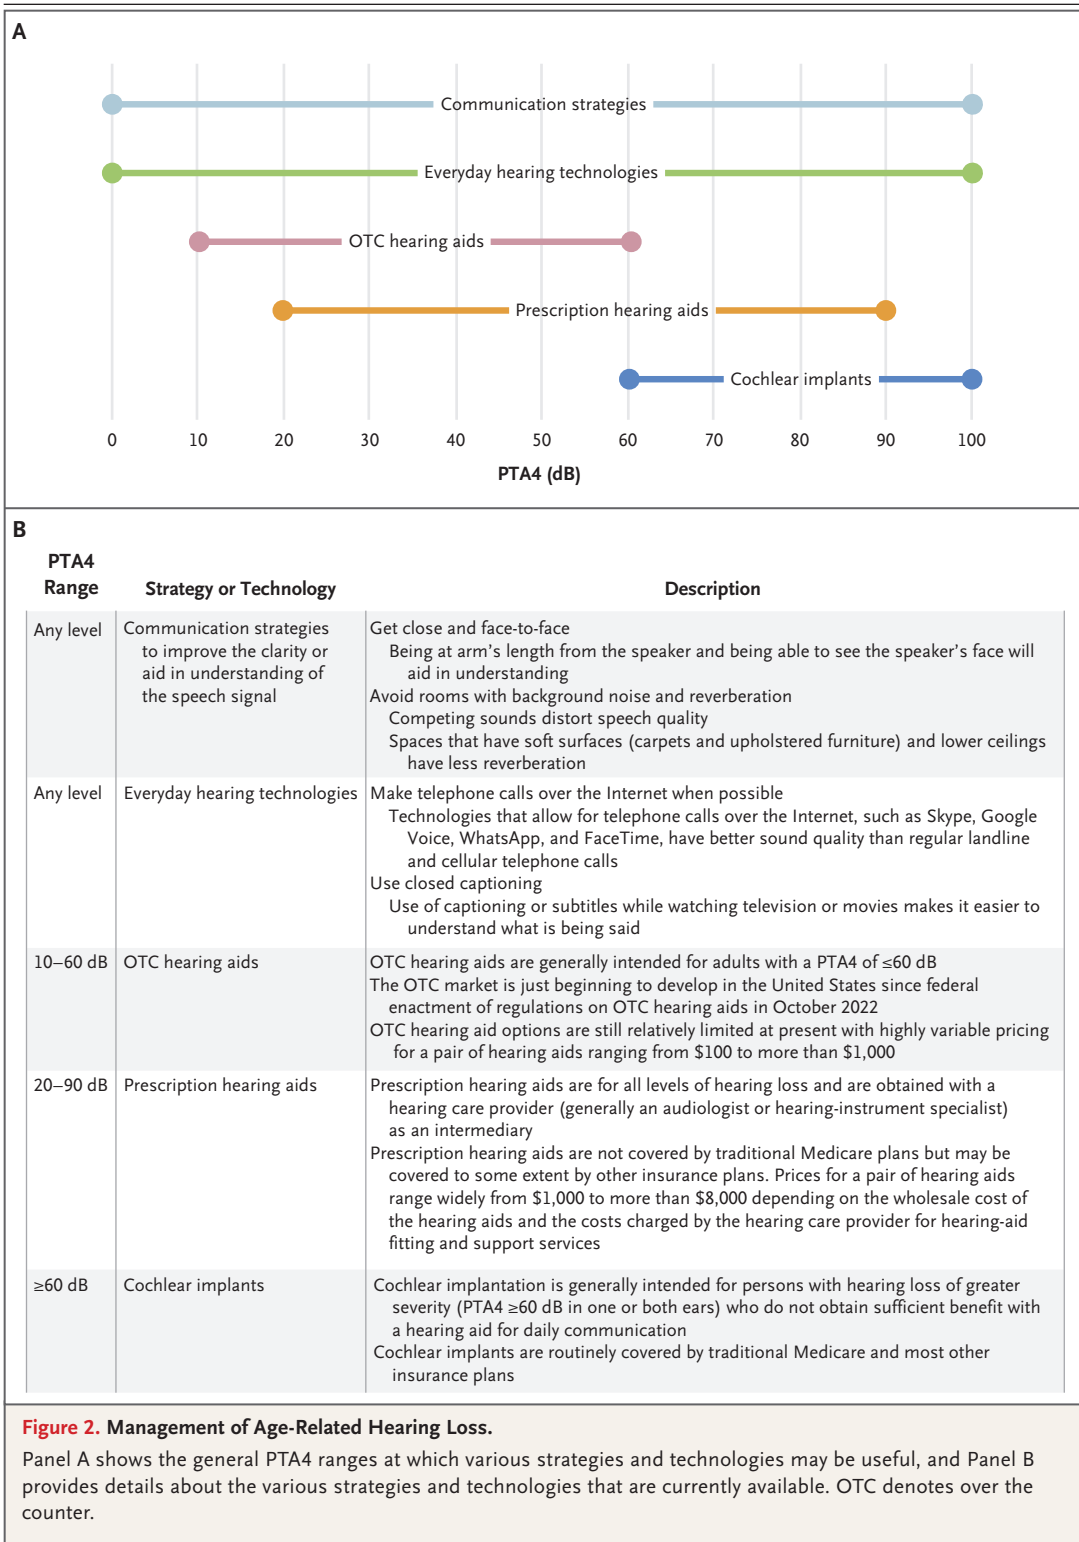 A
Communication strategies
Everyday hearing technologies
OTC hearing aids
Prescription hearing aids
Cochlear implants
0 10 20 30 40 50 60 70 80 90 100
PTA4 (dB)
B
PTA4
Range Strategy or Technology Description
Any level Communication strategies Get close and face-to-face
to improve the clarity or Being at arm's length from the speaker and being able to see the speaker's face will
aid in understanding of aid in understanding
the speech signal Avoid rooms with background noise and reverberation
Competing sounds distort speech quality
Spaces that have soft surfaces (carpets and upholstered furniture) and lower ceilings
have less reverberation
Any level Everyday hearing technologies Make telephone calls over the Internet when possible
Technologies that allow for telephone calls over the Internet, such as Skype, Google
Voice, WhatsApp, and FaceTime, have better sound quality than regular landline
and cellular telephone calls
Use closed captioning
Use of captioning or subtitles while watching television or movies makes it easier to
understand what is being said
10–60 dB OTC hearing aids OTC hearing aids are generally intended for adults with a PTA4 of ≤60 dB
The OTC market is just beginning to develop in the United States since federal
enactment of regulations on OTC hearing aids in October 2022
OTC hearing aid options are still relatively limited at present with highly variable pricing
for a pair of hearing aids ranging from $100 to more than $1,000
20–90 dB Prescription hearing aids Prescription hearing aids are for all levels of hearing loss and are obtained with a
hearing care provider (generally an audiologist or hearing-instrument specialist)
as an intermediary
Prescription hearing aids are not covered by traditional Medicare plans but may be
covered to some extent by other insurance plans. Prices for a pair of hearing aids
range widely from $1,000 to more than $8,000 depending on the wholesale cost of
the hearing aids and the costs charged by the hearing care provider for hearing-aid
fitting and support services
≥60 dB Cochlear implants Cochlear implantation is generally intended for persons with hearing loss of greater
severity (PTA4 ≥60 dB in one or both ears) who do not obtain sufficient benefit with
a hearing aid for daily communication
Cochlear implants are routinely covered by traditional Medicare and most other
insurance plans
Figure 2. Management of Age-Related Hearing Loss.
Panel A shows the general PTA4 ranges at which various strategies and technologies may be useful, and Panel B
provides details about the various strategies and technologies that are currently available. OTC denotes over the
counter.